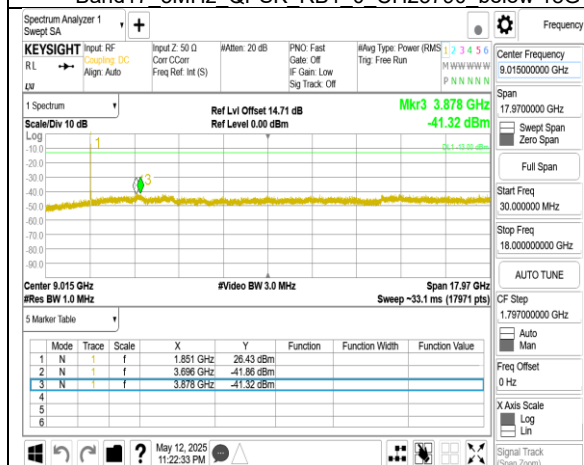 Spectrum Analyzer 1
Swept SA
Frequency
KEYSIGHT Input: RF Input Z: 50 Ω #Atten: 20 dB PNO: Fast #Avg Type: Power (RMS 1 2 3 4 5 6
RL Coupling: DC Corr CCorr Gate: Off Trig: Free Run M W W W W W
Align: Auto Freq Ref: Int (S) IF Gain: Low P N N N N N
Sig Track: Off
LXI
Center Frequency
9.015000000 GHz
Span
17.9700000 GHz
Swept Span
Zero Span
Full Span
Start Freq
30.000000 MHz
Stop Freq
18.000000000 GHz
AUTO TUNE
CF Step
1.797000000 GHz
Auto
Man
Freq Offset
0 Hz
X Axis Scale
Log
Lin
Signal Track
(Span Zoom)
1 Spectrum
Scale/Div 10 dB
Ref Lvl Offset 14.71 dB
Ref Level 0.00 dBm
Mkr3 3.878 GHz
-41.32 dBm
Log
-10.0
-20.0
-30.0
-40.0
-50.0
-60.0
-70.0
-80.0
-90.0
1
3
DL1 -13.00 dBm
Center 9.015 GHz #Video BW 3.0 MHz Span 17.97 GHz
#Res BW 1.0 MHz Sweep ~33.1 ms (17971 pts)
5 Marker Table
Mode Trace Scale X Y Function Function Width Function Value
1 N 1 f 1.851 GHz 26.43 dBm
2 N 1 f 3.696 GHz -41.86 dBm
3 N 1 f 3.878 GHz -41.32 dBm
4
5
6
May 12, 2025
11:22:33 PM